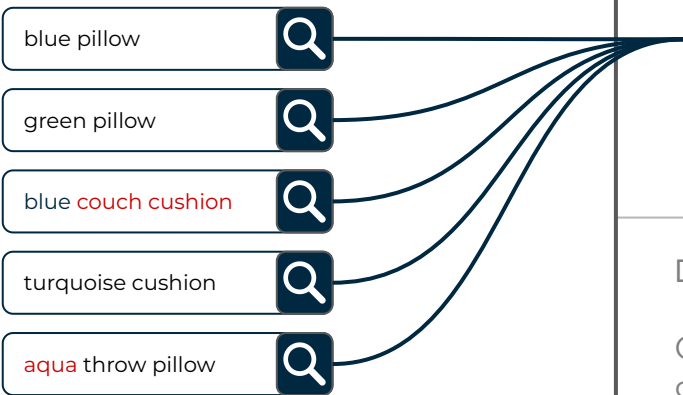 blue pillow
green pillow
blue couch cushion
turquoise cushion
aqua throw pillow